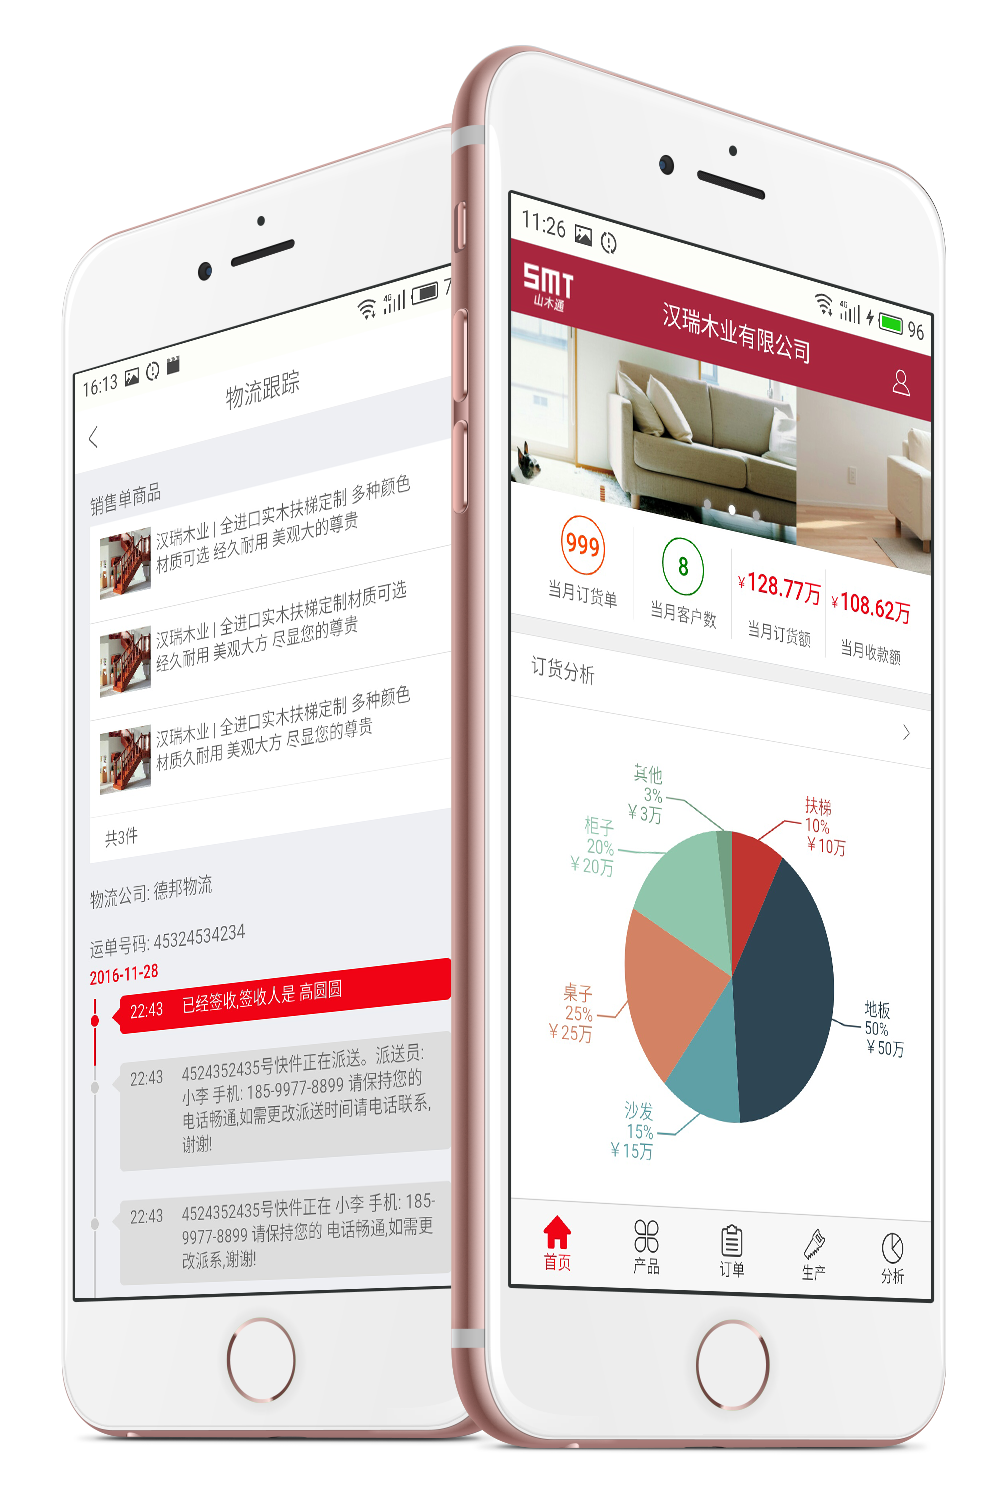 16:13
4G
7
物流跟踪
销售单商品
汉瑞木业 | 全进口实木扶梯定制 多种颜色
材质可选 经久耐用 美观大的尊贵
汉瑞木业 | 全进口实木扶梯定制材质可选
经久耐用 美观大方 尽显您的尊贵
汉瑞木业 | 全进口实木扶梯定制 多种颜色
材质久耐用 美观大方 尽显您的尊贵
共3件
物流公司: 德邦物流
运单号码: 45324534234
2016-11-28
22:43 已经签收,签收人是 高圆圆
22:43 4524352435号快件正在派送。派送员:
小李 手机: 185-9977-8899 请保持您的
电话畅通,如需更改派送时间请电话联系,
谢谢!
22:43 4524352435号快件正在 小李 手机: 185-
9977-8899 请保持您的 电话畅通,如需更
改派系,谢谢!
11:26
4G
96
SMT
山木通
汉瑞木业有限公司
999
当月订货单
8
当月客户数
¥128.77万
当月订货额
¥108.62万
当月收款额
订货分析
其他
3%
¥3万
扶梯
10%
¥10万
柜子
20%
¥20万
桌子
25%
¥25万
地板
50%
¥50万
沙发
15%
¥15万
首页
产品
订单
生产
分析